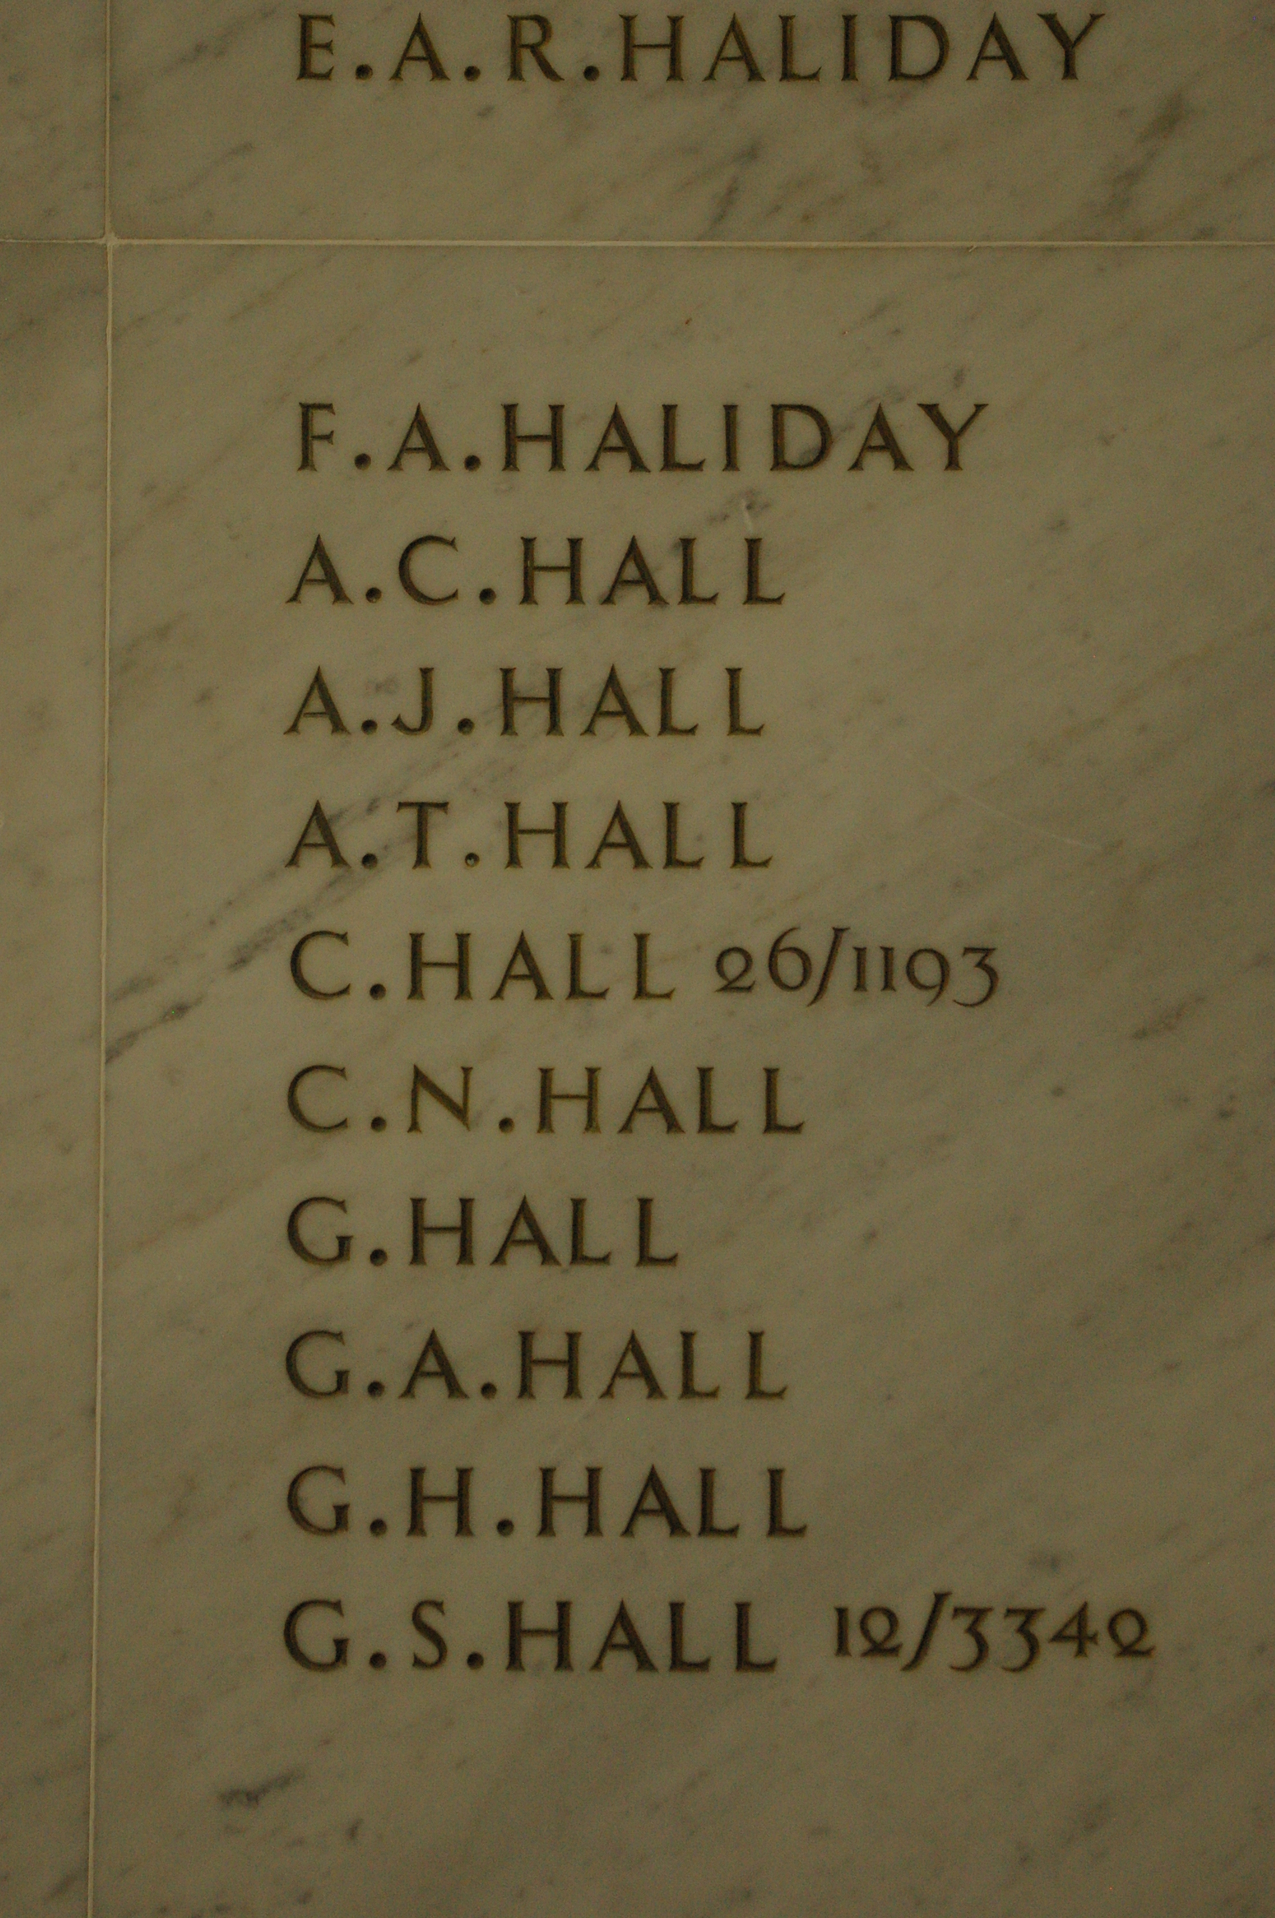 E.A.R.HALIDAY
F.A.HALIDAY
A.C.HALL
A.J.HALL
A.T.HALL
C.HALL 26/1193
C.N.HALL
G.HALL
G.A.HALL
G.H.HALL
G.S.HALL 12/3342